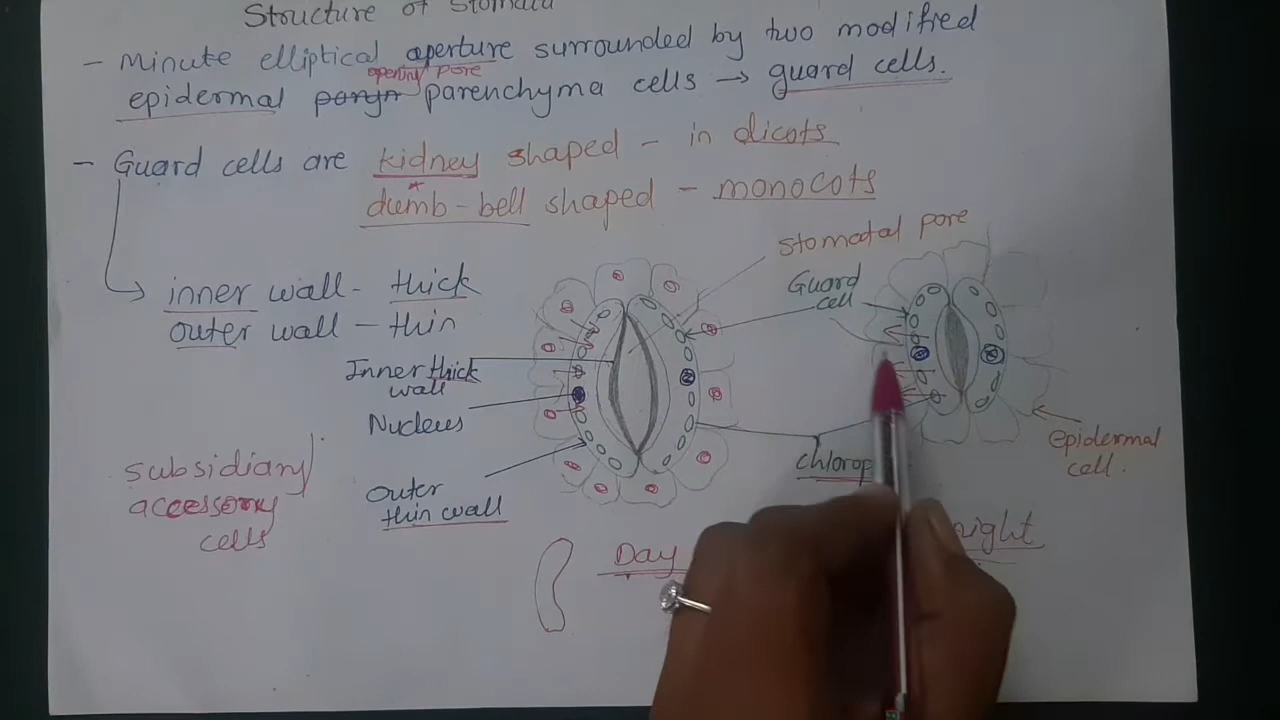 Structure of Stomata
- Minute elliptical aperture surrounded by two modified
opening pore
epidermal parenchyma cells → guard cells.
- Guard cells are kidney shaped - in dicots
dumb-bell shaped - monocots
inner wall - thick
outer wall - thin
stomatal pore
Guard
cell
Inner thick
wall
Nucleus
Outer
thin wall
subsidiary/
accessory
cells
chlorop
epidermal
cell.
Day
night